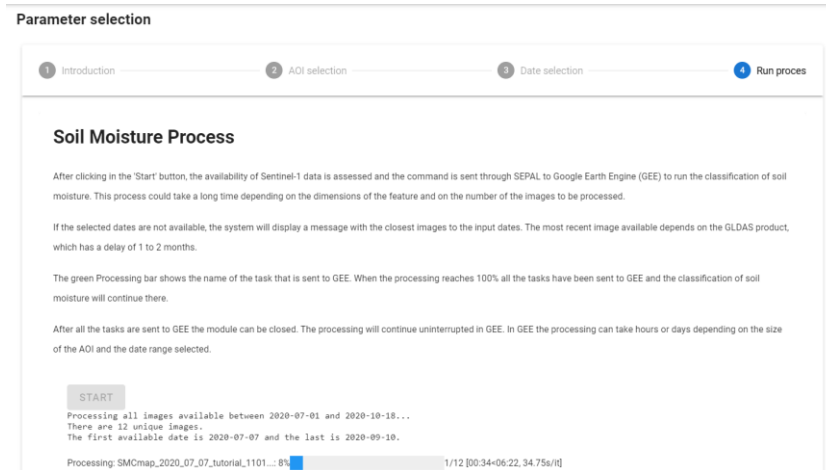 Parameter selection
1 Introduction
2 AOI selection
3 Date selection
4 Run proces
Soil Moisture Process
After clicking in the 'Start' button, the availability of Sentinel-1 data is assessed and the command is sent through SEPAL to Google Earth Engine (GEE) to run the classification of soil
moisture. This process could take a long time depending on the dimensions of the feature and on the number of the images to be processed.
If the selected dates are not available, the system will display a message with the closest images to the input dates. The most recent image available depends on the GLDAS product,
which has a delay of 1 to 2 months.
The green Processing bar shows the name of the task that is sent to GEE. When the processing reaches 100% all the tasks have been sent to GEE and the classification of soil
moisture will continue there.
After all the tasks are sent to GEE the module can be closed. The processing will continue uninterrupted in GEE. In GEE the processing can take hours or days depending on the size
of the AOI and the date range selected.
START
Processing all images available between 2020-07-01 and 2020-10-18...
There are 12 unique images.
The first available date is 2020-07-07 and the last is 2020-09-10.
Processing: SMCmap_2020_07_07_tutorial_1101...: 8% 1/12 [00:34<06:22, 34.75s/it]